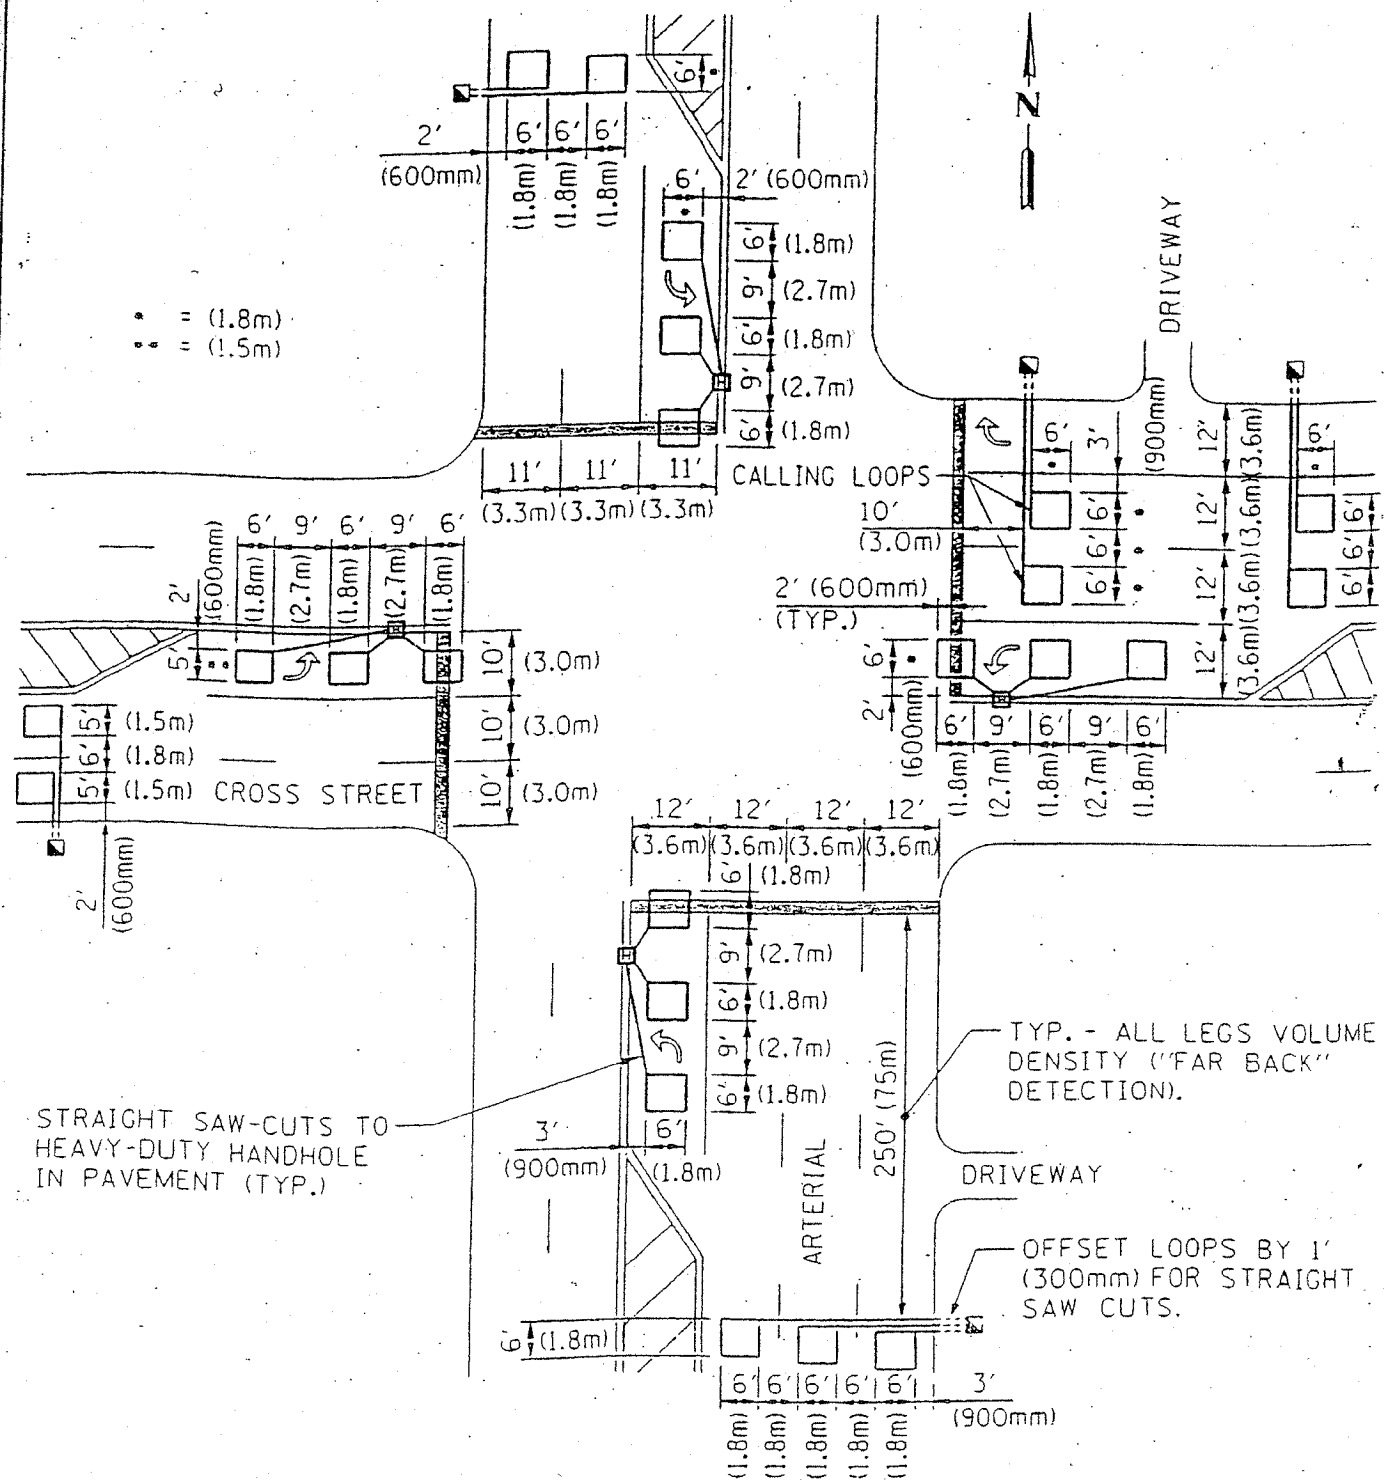 6' •
2' 6' 6' 6'
(600mm) (1.8m) (1.8m) (1.8m)
N
6' • 2' (600mm)
6' (1.8m)
9' (2.7m)
6' (1.8m)
9' (2.7m)
6' (1.8m)
• = (1.8m)
•• = (1.5m)
DRIVEWAY
11' 11' 11'
(3.3m) (3.3m) (3.3m)
CALLING LOOPS
6' • 3' (900mm)
12' (3.6m)
12' (3.6m)
12' (3.6m)
12' (3.6m)
6' •
10'
(3.0m)
6' •
6' •
6' •
6'
6'
6'
2' (600mm)
(TYP.)
6' •
2' (600mm)
6' 9' 6' 9' 6'
(1.8m) (2.7m) (1.8m) (2.7m) (1.8m)
6' 9' 6' 9' 6'
2' (600mm) (1.8m) (2.7m) (1.8m) (2.7m) (1.8m)
5' ••
10' (3.0m)
10' (3.0m)
10' (3.0m)
5' (1.5m)
6' (1.8m)
5' (1.5m)
CROSS STREET
2' (600mm)
12' 12' 12' 12'
(3.6m) (3.6m) (3.6m) (3.6m)
6' (1.8m)
9' (2.7m)
6' (1.8m)
9' (2.7m)
6' (1.8m)
H
H
H
H
3' 6'
(900mm) (1.8m)
STRAIGHT SAW-CUTS TO
HEAVY-DUTY HANDHOLE
IN PAVEMENT (TYP.)
ARTERIAL
250' (75m)
TYP. - ALL LEGS VOLUME
DENSITY ("FAR BACK"
DETECTION).
DRIVEWAY
OFFSET LOOPS BY 1'
(300mm) FOR STRAIGHT
SAW CUTS.
6' (1.8m)
6' 6' 6' 6' 6' 3'
(1.8m) (1.8m) (1.8m) (1.8m) (1.8m) (900mm)